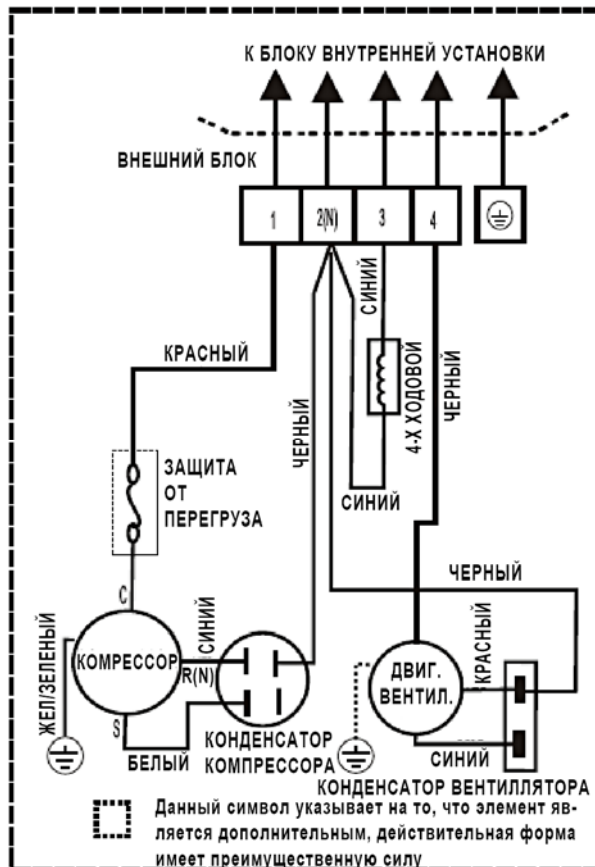 К БЛОКУ ВНУТРЕННЕЙ УСТАНОВКИ
ВНЕШНИЙ БЛОК
1
2(N)
3
4
КРАСНЫЙ
СИНИЙ
4-Х ХОДОВОЙ
ЧЕРНЫЙ
ЧЕРНЫЙ
СИНИЙ
ЗАЩИТА
ОТ
ПЕРЕГРУЗА
ЧЕРНЫЙ
C
ЖЕЛ/ЗЕЛЕНЫЙ
КОМПРЕССОР
СИНИЙ
R(N)
S
БЕЛЫЙ
КОНДЕНСАТОР
КОМПРЕССОРА
ДВИГ.
ВЕНТИЛ.
КРАСНЫЙ
СИНИЙ
КОНДЕНСАТОР ВЕНТИЛЛЯТОРА
Данный символ указывает на то, что элемент яв-
ляется дополнительным, действительная форма
имеет преимущественную силу